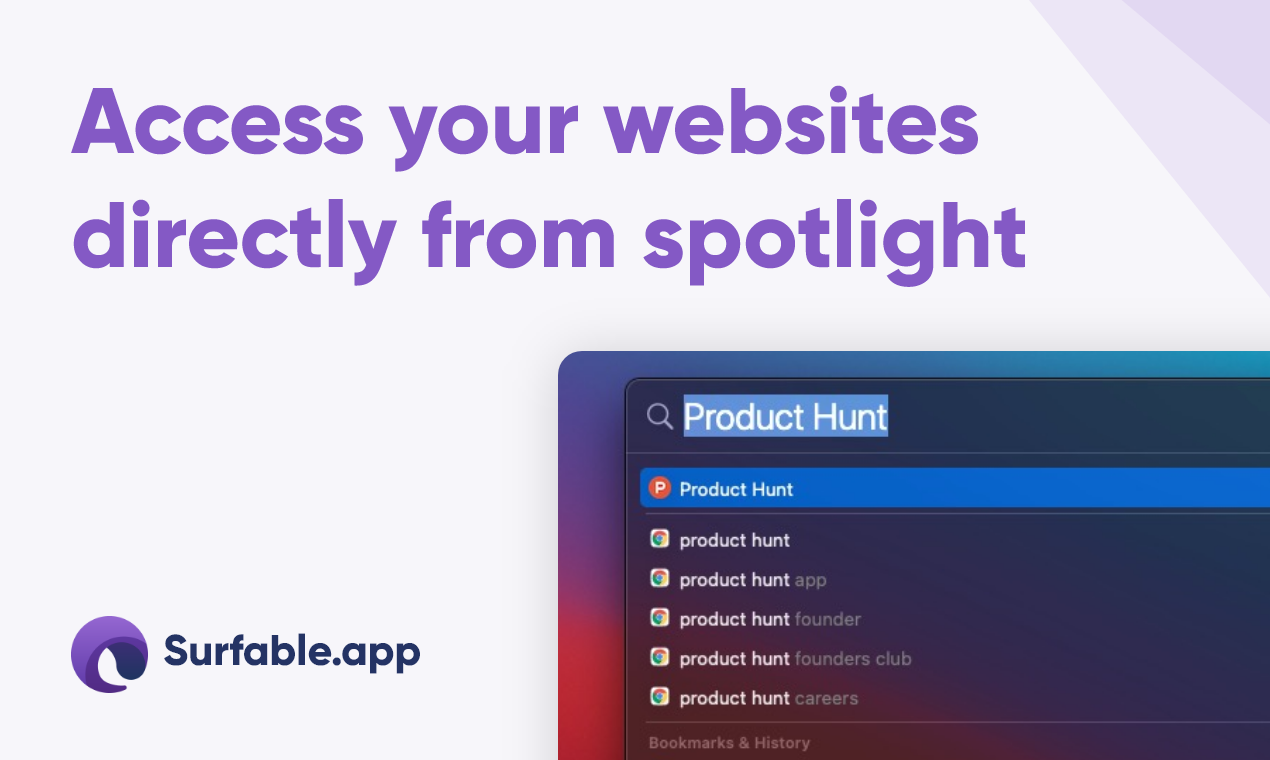 Access your websites
directly from spotlight
Product Hunt
P Product Hunt
product hunt
product hunt app
product hunt founder
product hunt founders club
product hunt careers
Bookmarks & History
Surfable.app